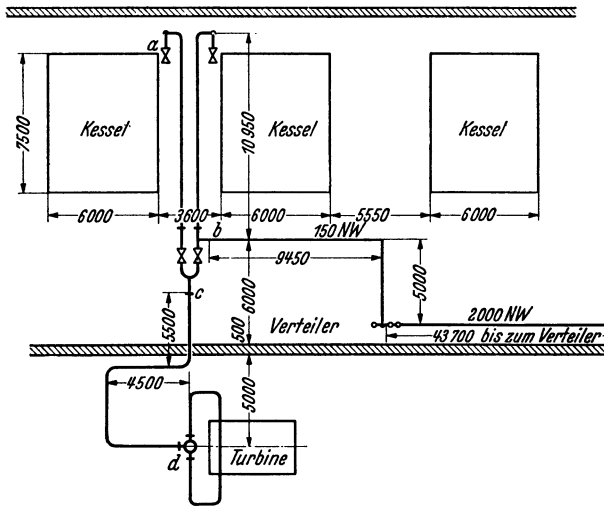 a
Kessel
Kessel
Kessel
7500
10950
6000
3600
6000
5550
6000
b
150 NW
9450
c
5500
6000
500
5000
Verteiler
2000 NW
43700 bis zum Verteiler
4500
5000
d
Turbine